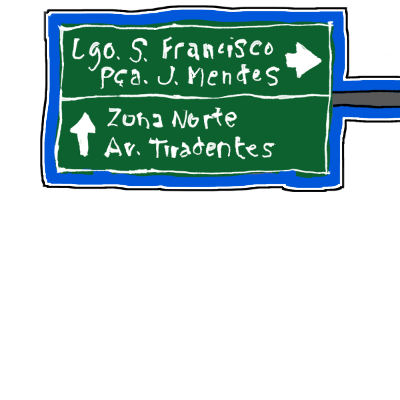 Lgo. S. Francisco
Pça. J. Mendes
Zona Norte
Av. Tiradentes